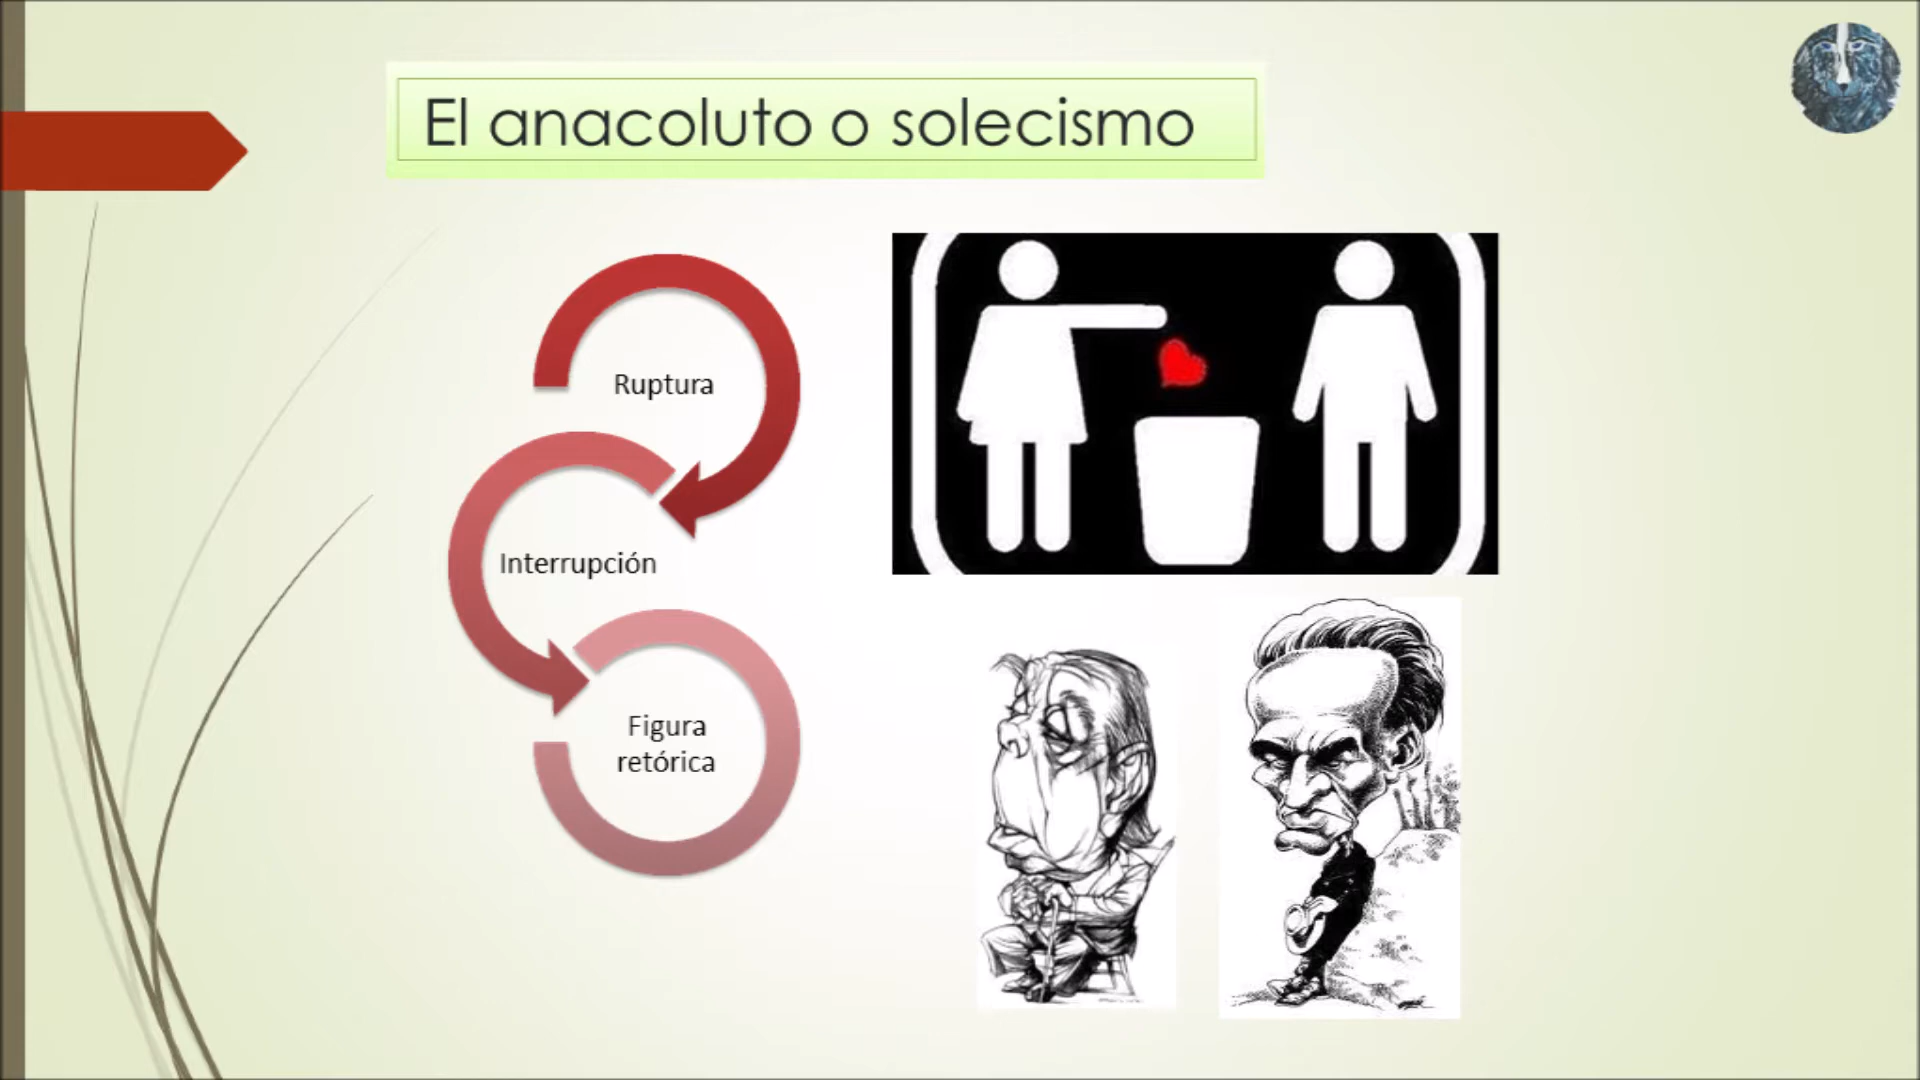 El anacoluto o solecismo
Ruptura
Interrupción
Figura
retórica